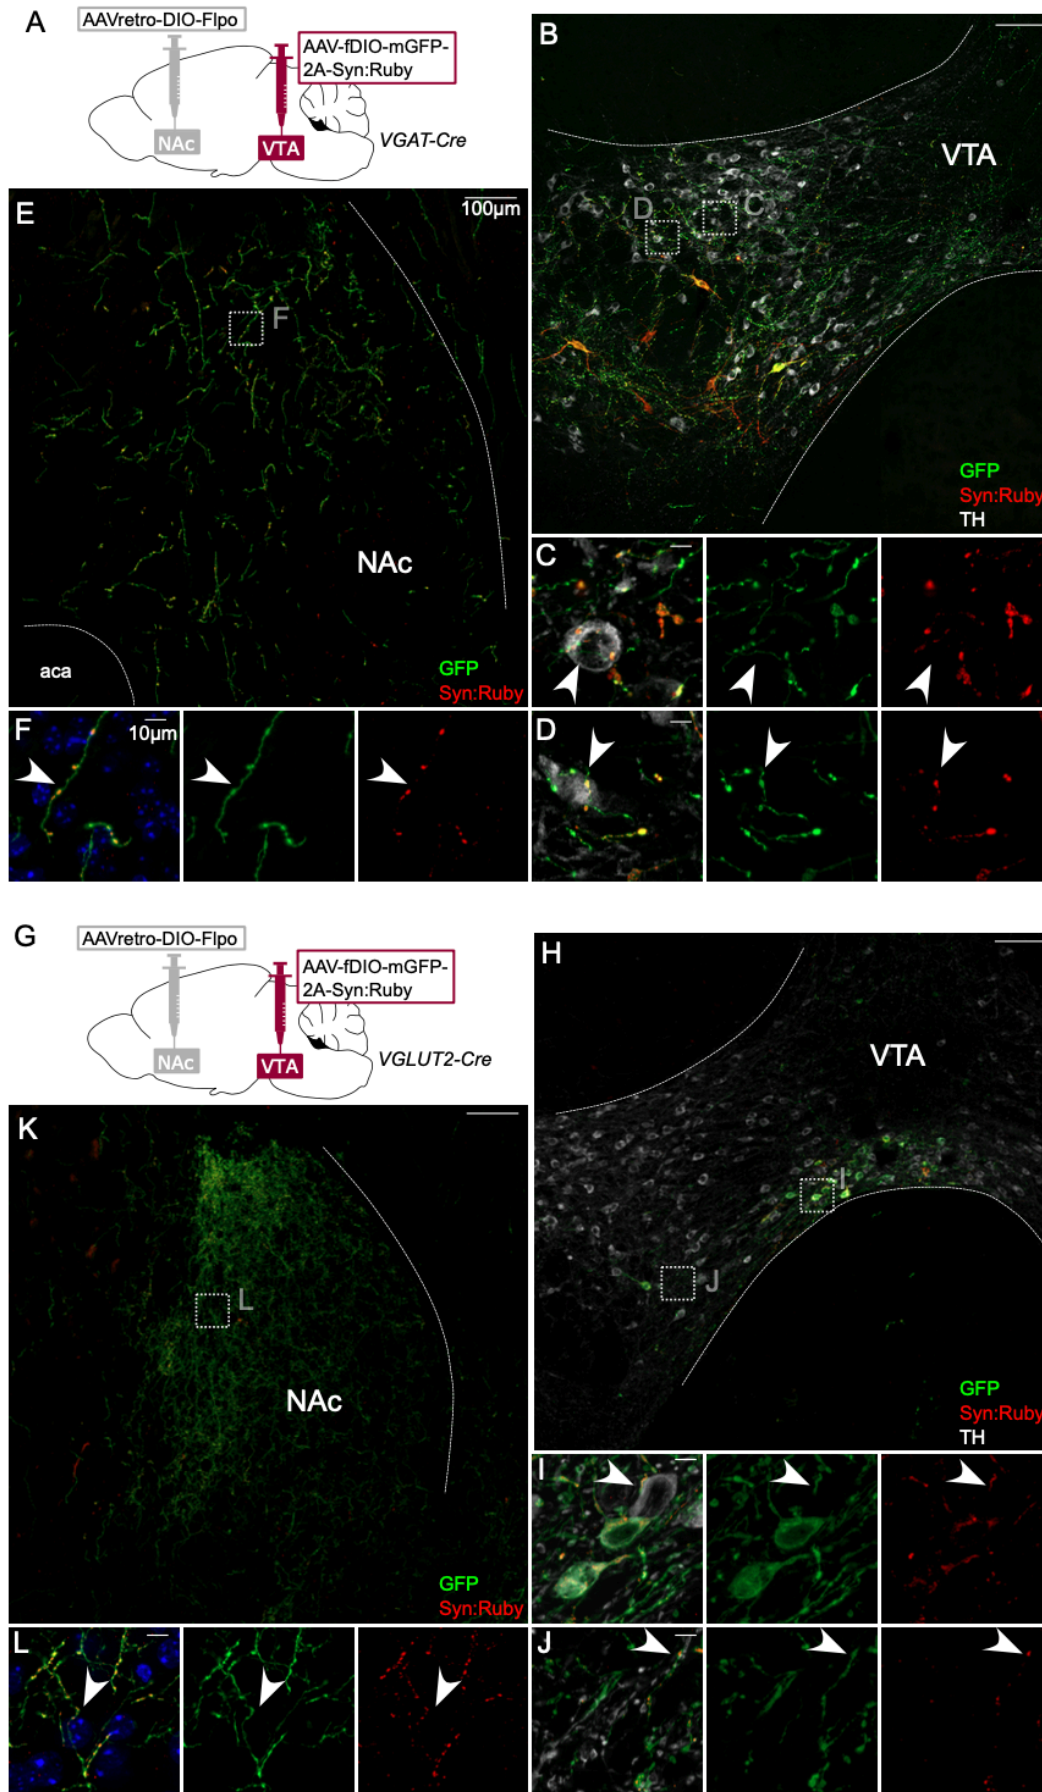 A
AAVretro-DIO-Flpo
AAV-fDIO-mGFP-
2A-Syn:Ruby
NAc
VTA
VGAT-Cre
B
VTA
D
C
GFP
Syn:Ruby
TH
E
100µm
F
NAc
aca
GFP
Syn:Ruby
C
F
10µm
D
G
AAVretro-DIO-Flpo
AAV-fDIO-mGFP-
2A-Syn:Ruby
NAc
VTA
VGLUT2-Cre
H
VTA
I
J
GFP
Syn:Ruby
TH
K
L
NAc
GFP
Syn:Ruby
I
L
J